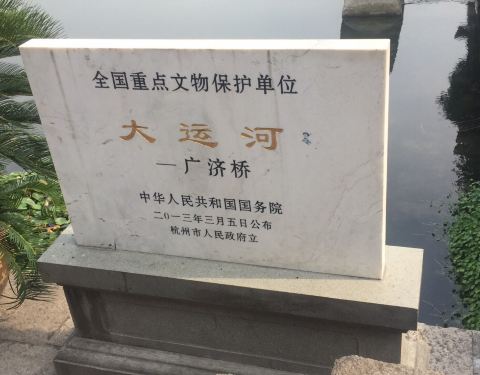 全国重点文物保护单位
大运河
—广济桥
中华人民共和国国务院
二〇一三年三月五日公布
杭州市人民政府立